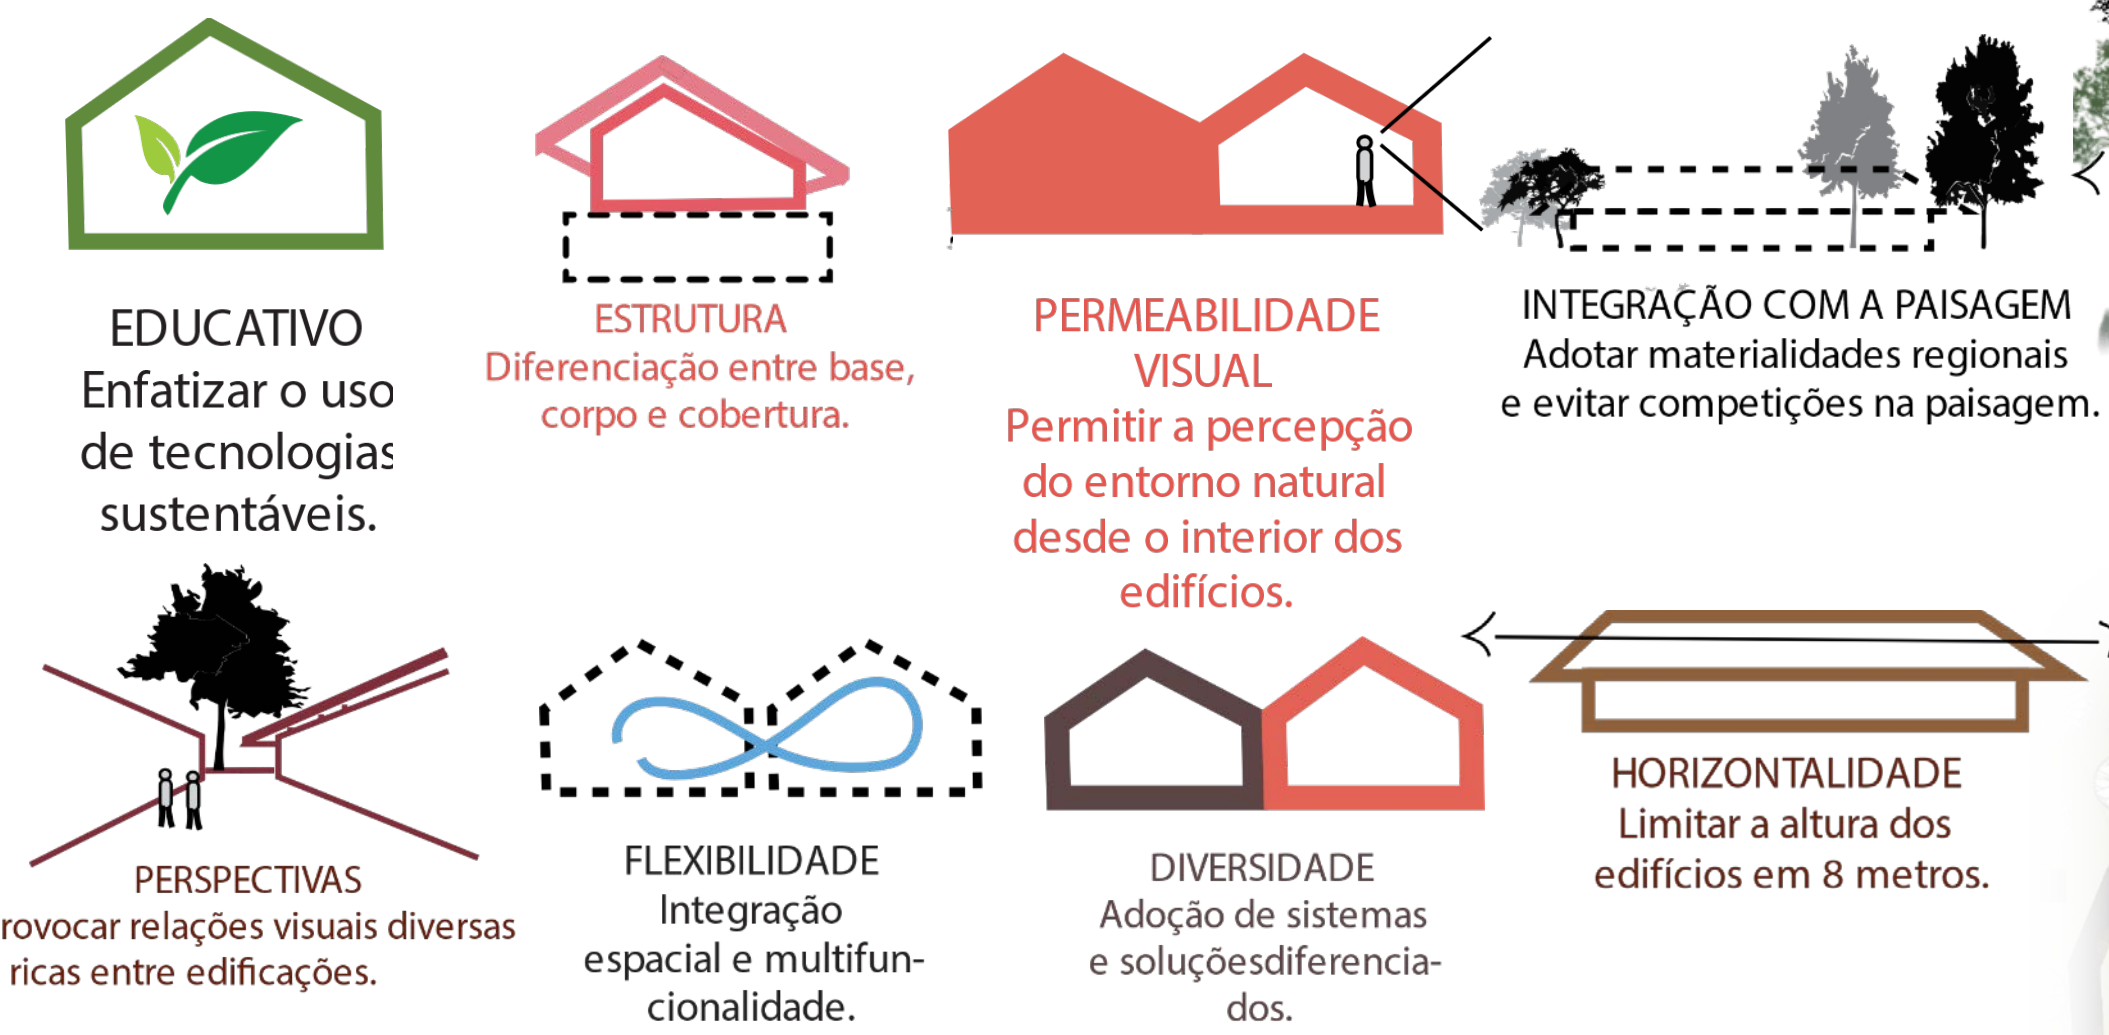 EDUCATIVO
Enfatizar o uso
de tecnologias
sustentáveis.
ESTRUTURA
Diferenciação entre base,
corpo e cobertura.
PERMEABILIDADE
VISUAL
Permitir a percepção
do entorno natural
desde o interior dos
edifícios.
INTEGRAÇÃO COM A PAISAGEM
Adotar materialidades regionais
e evitar competições na paisagem.
PERSPECTIVAS
rovocar relações visuais diversas
ricas entre edificações.
FLEXIBILIDADE
Integração
espacial e multifun-
cionalidade.
DIVERSIDADE
Adoção de sistemas
e soluçõesdiferencia-
dos.
HORIZONTALIDADE
Limitar a altura dos
edifícios em 8 metros.